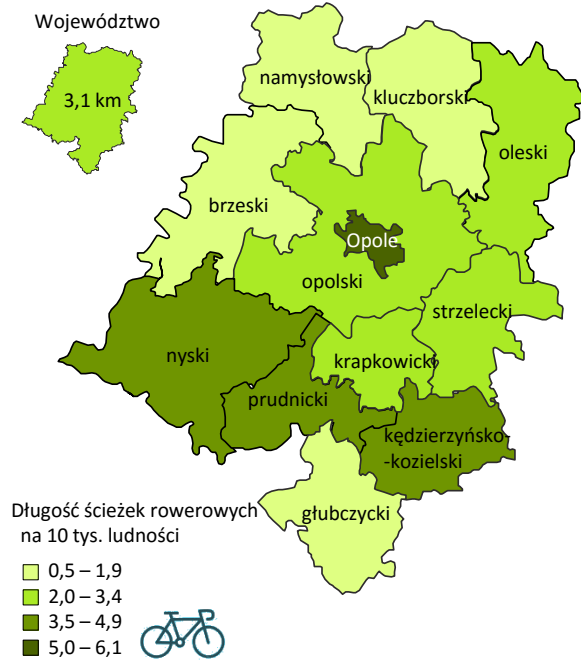 Województwo
3,1 km
namysłowski
kluczborski
oleski
brzeski
Opole
opolski
strzelecki
nyski
krapkowicki
prudnicki
kędzierzyńsko-
-kozielski
głubczycki
Długość ścieżek rowerowych
na 10 tys. ludności
0,5 – 1,9
2,0 – 3,4
3,5 – 4,9
5,0 – 6,1